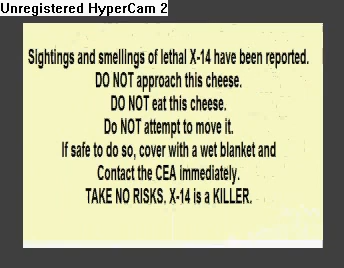 Unregistered HyperCam 2
Sightings and smellings of lethal X-14 have been reported.
DO NOT approach this cheese.
DO NOT eat this cheese.
Do NOT attempt to move it.
If safe to do so, cover with a wet blanket and
Contact the CEA immediately.
TAKE NO RISKS. X-14 is a KILLER.